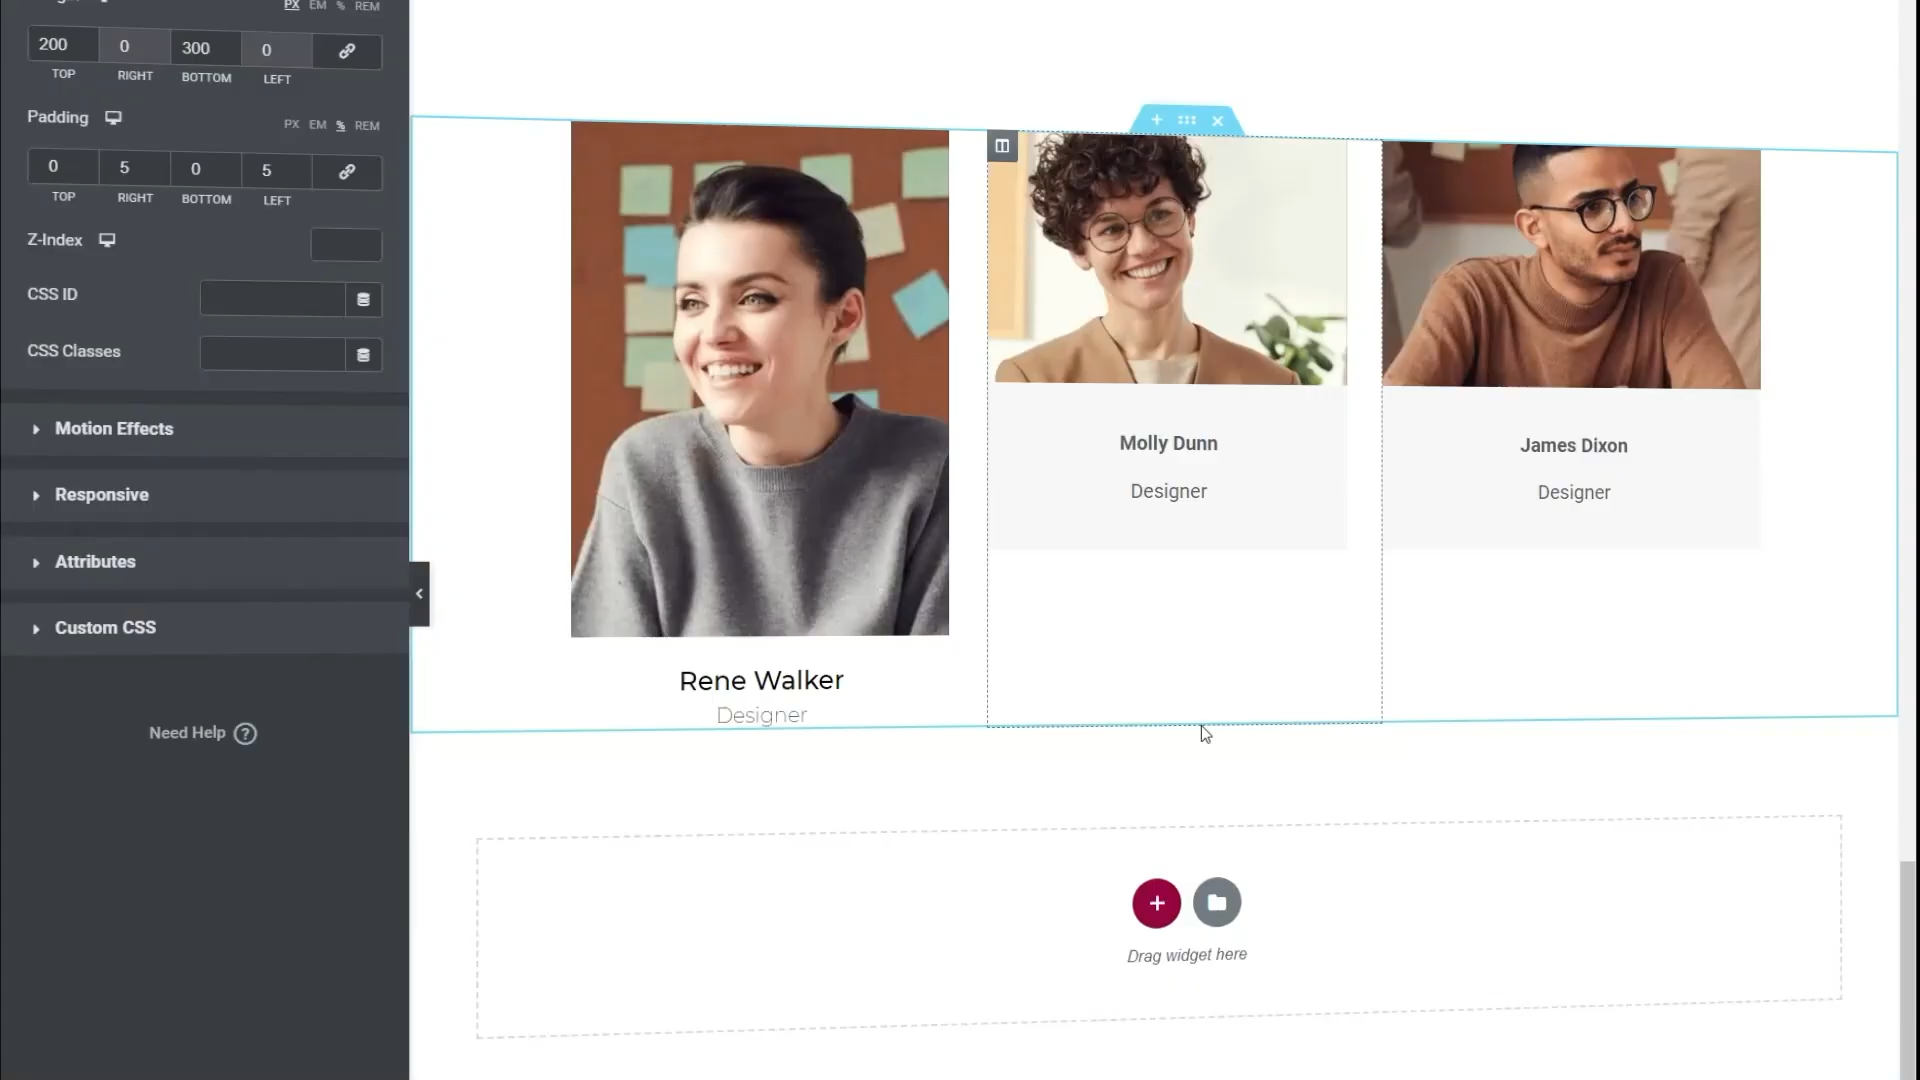 PX EM % REM
200 0 300 0
TOP RIGHT BOTTOM LEFT
Padding PX EM % REM
0 5 0 5
TOP RIGHT BOTTOM LEFT
Z-Index
CSS ID
CSS Classes
Motion Effects
Responsive
Attributes
Custom CSS
Need Help ?
Molly Dunn
Designer
James Dixon
Designer
Rene Walker
Designer
Drag widget here